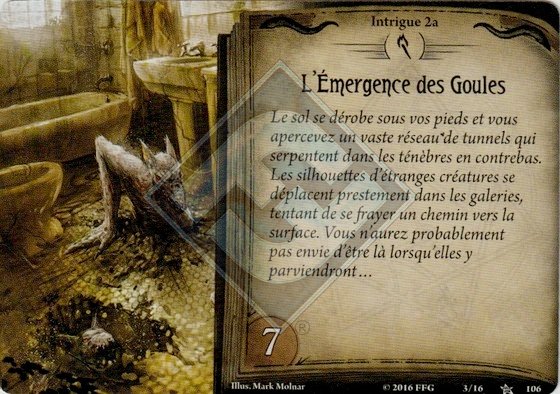 Intrigue 2a
L'Émergence des Goules
Le sol se dérobe sous vos pieds et vous
apercevez un vaste réseau de tunnels qui
serpentent dans les ténèbres en contrebas.
Les silhouettes d'étranges créatures se
déplacent prestement dans les galeries,
tentant de se frayer un chemin vers la
surface. Vous n'aurez probablement
pas envie d'être là lorsqu'elles y
parviendront…
7
®
Illus. Mark Molnar © 2016 FFG 3/16 106